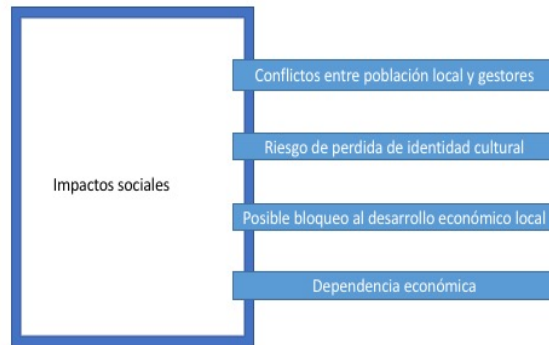 Impactos sociales
Conflictos entre población local y gestores
Riesgo de perdida de identidad cultural
Posible bloqueo al desarrollo económico local
Dependencia económica